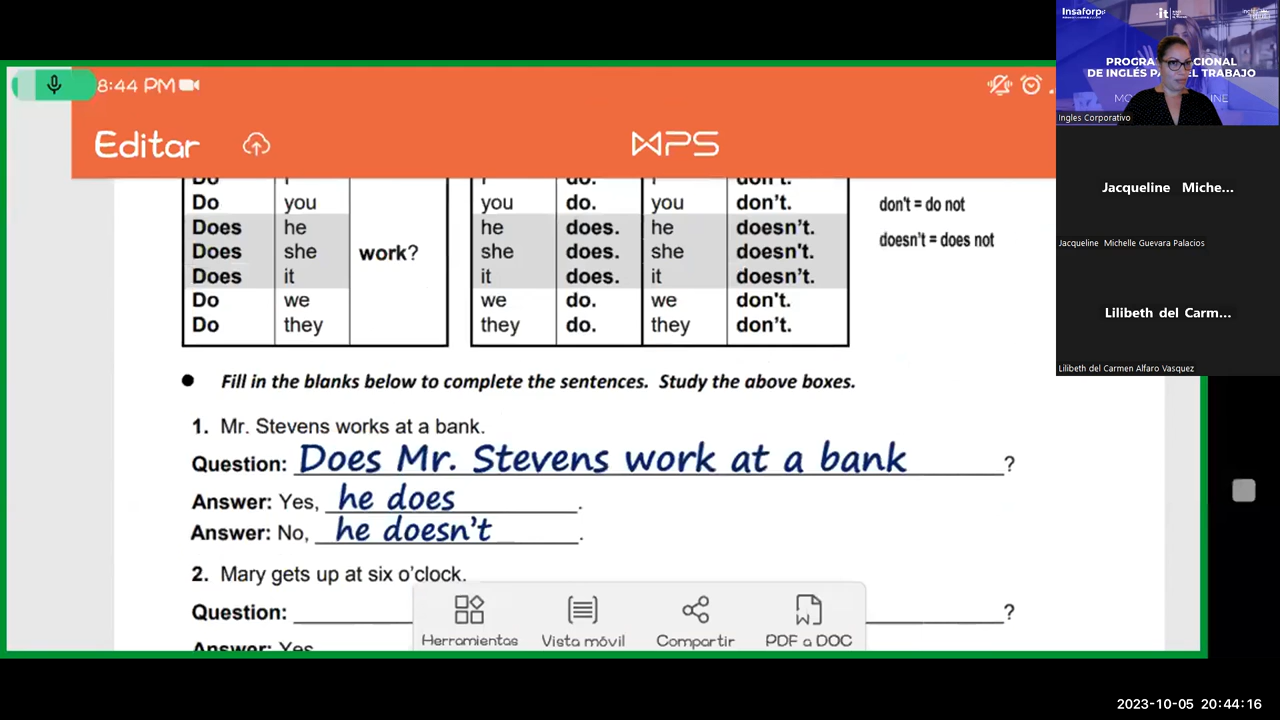 8:44 PM
Editar
WPS
Do I do. I don't.
Do you you do. you don't.
Does he he does. he doesn't.
Does she work? she does. she doesn't.
Does it it does. it doesn't.
Do we we do. we don't.
Do they they do. they don't.
don't = do not
doesn't = does not
Fill in the blanks below to complete the sentences. Study the above boxes.
1. Mr. Stevens works at a bank.
Question: Does Mr. Stevens work at a bank ?
Answer: Yes, he does .
Answer: No, he doesn't .
2. Mary gets up at six o'clock.
Question: ?
Answer: Yes
Herramientas Vista móvil Compartir PDF a DOC
Insaforp
it
DE INGLÉS TRABAJO
Ingles Corporativo
Jacqueline Miche...
Jacqueline Michelle Guevara Palacios
Lilibeth del Carm...
Lilibeth del Carmen Alfaro Vasquez
2023-10-05 20:44:16